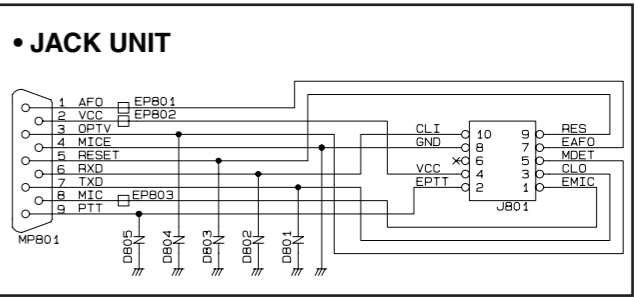 • JACK UNIT
1 AFO EP801
2 VCC EP802
3 OPTV
4 MICE
5 RESET
6 RXD
7 TXD
8 MIC EP803
9 PTT
MP801
D805
D804
D803
D802
D801
CLI 10 9 RES
GND 8 7 EAFO
6 5 MDET
VCC 4 3 CLO
EPTT 2 1 EMIC
J801